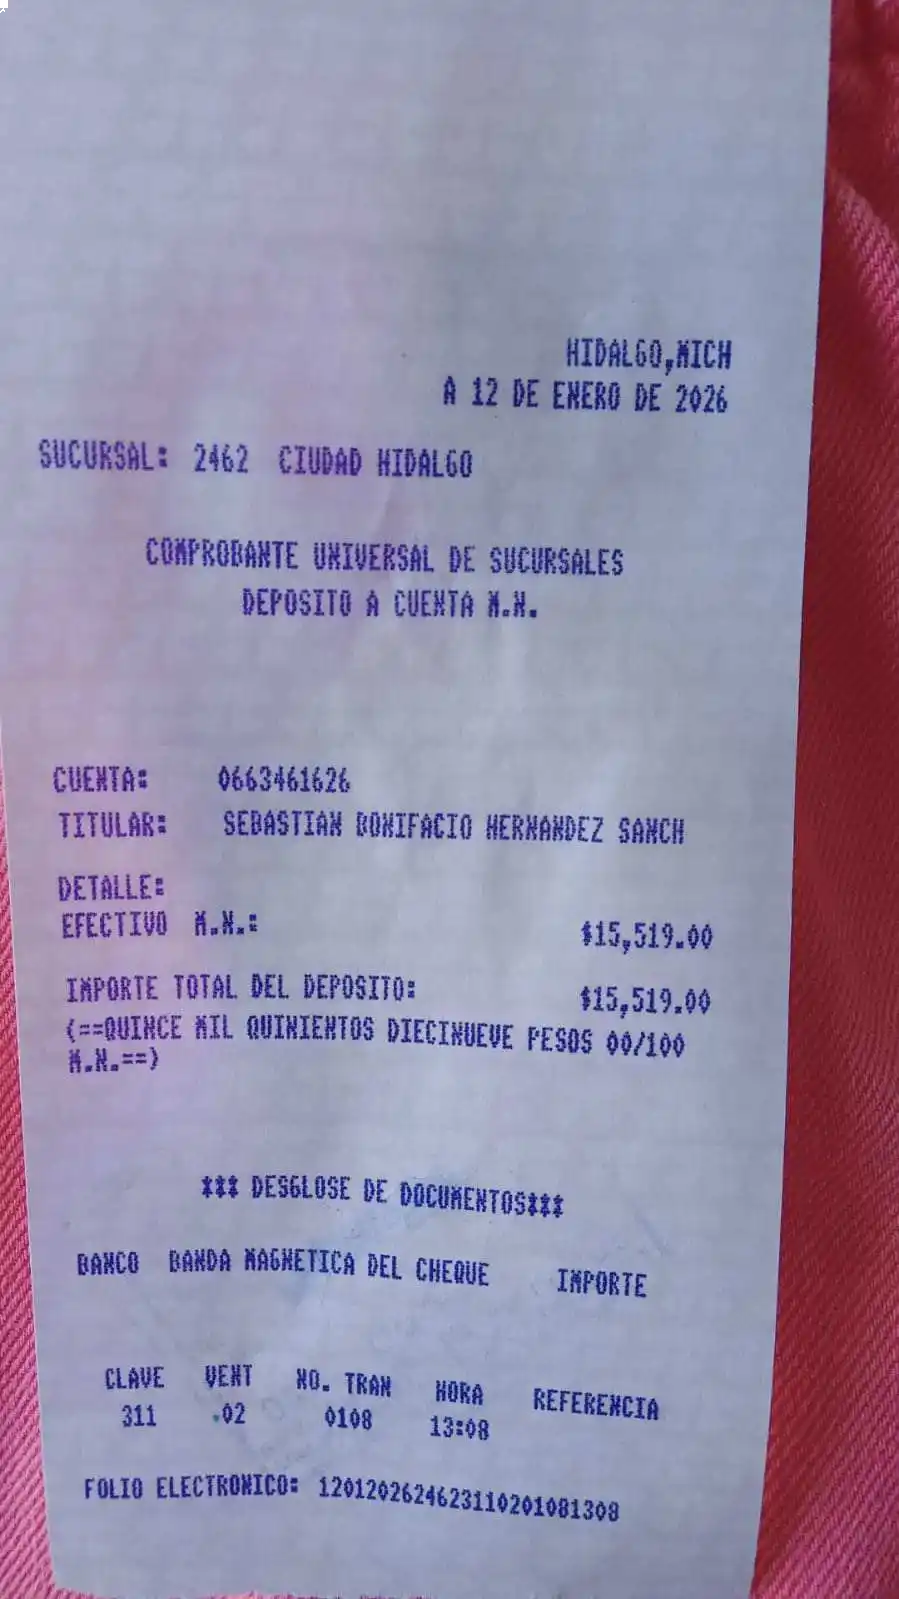 HIDALGO,MICH
A 12 DE ENERO DE 2026
SUCURSAL: 2462 CIUDAD HIDALGO
COMPROBANTE UNIVERSAL DE SUCURSALES
DEPOSITO A CUENTA M.N.
CUENTA: 0663461626
TITULAR: SEBASTIAN BONIFACIO HERNANDEZ SANCH
DETALLE:
EFECTIVO M.N.: $15,519.00
IMPORTE TOTAL DEL DEPOSITO: $15,519.00
(==QUINCE MIL QUINIENTOS DIECINUEVE PESOS 00/100
M.N.==)
*** DESGLOSE DE DOCUMENTOS***
BANCO BANDA MAGNETICA DEL CHEQUE IMPORTE
CLAVE VENT NO. TRAN HORA REFERENCIA
311 02 0108 13:08
FOLIO ELECTRONICO: 12012026246231102010813​08